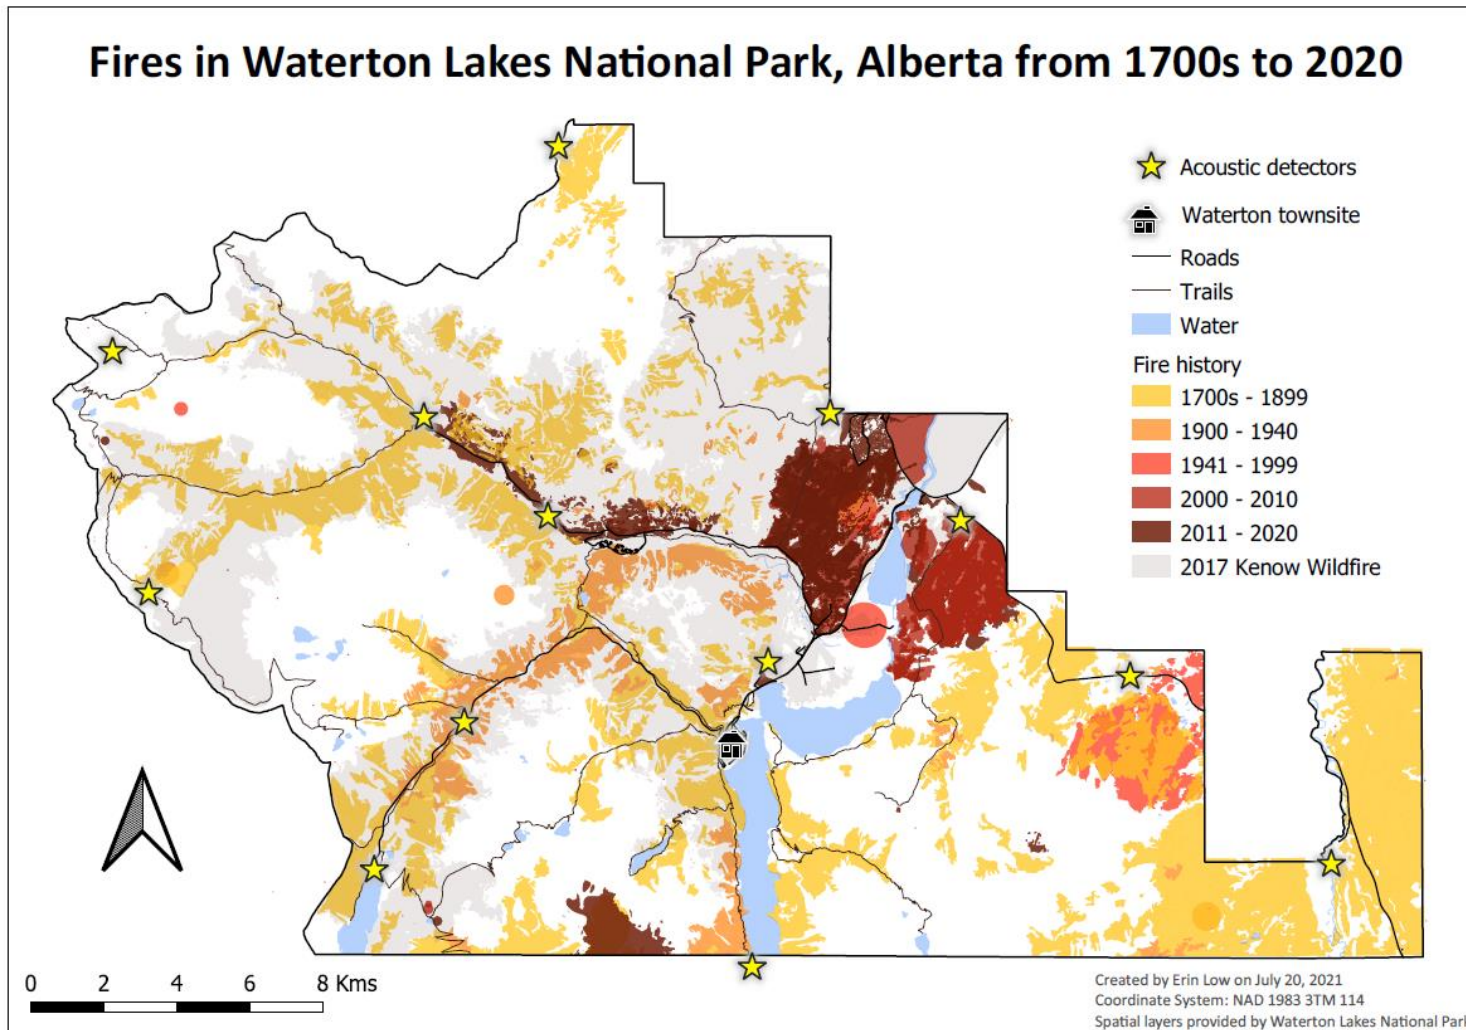 Fires in Waterton Lakes National Park, Alberta from 1700s to 2020
Acoustic detectors
Waterton townsite
Roads
Trails
Water
Fire history
1700s - 1899
1900 - 1940
1941 - 1999
2000 - 2010
2011 - 2020
2017 Kenow Wildfire
0 2 4 6 8 Kms
Created by Erin Low on July 20, 2021
Coordinate System: NAD 1983 3TM 114
Spatial layers provided by Waterton Lakes National Park